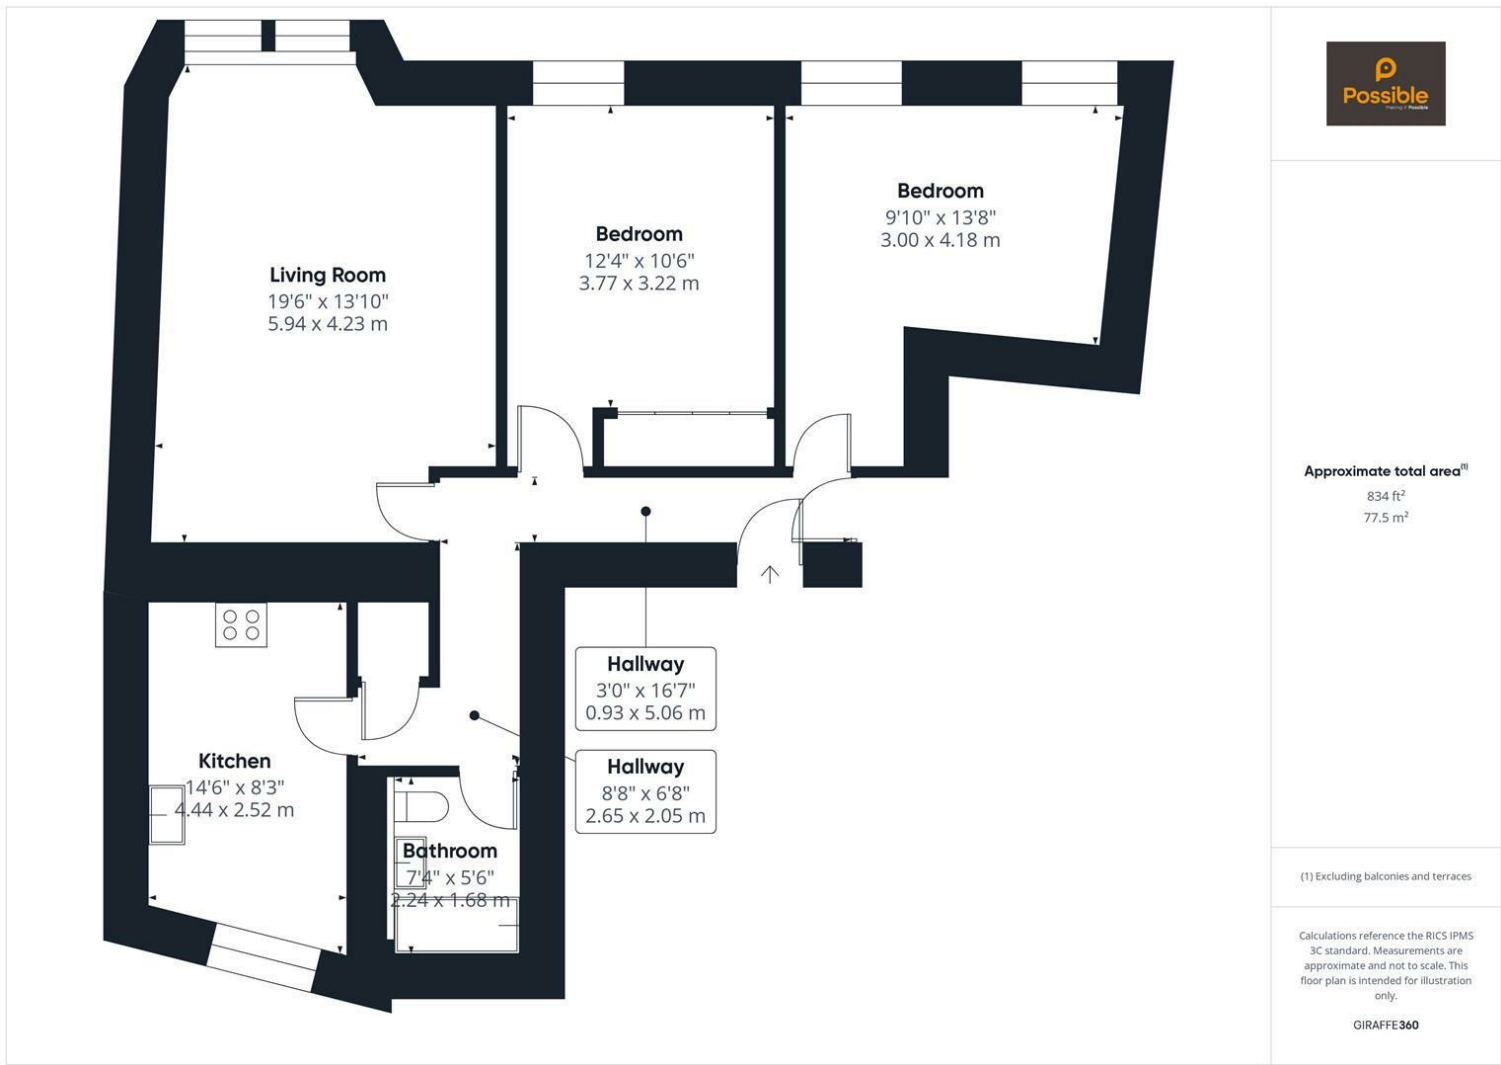 Living Room
19'6" x 13'10"
5.94 x 4.23 m
Bedroom
12'4" x 10'6"
3.77 x 3.22 m
Bedroom
9'10" x 13'8"
3.00 x 4.18 m
Hallway
3'0" x 16'7"
0.93 x 5.06 m
Hallway
8'8" x 6'8"
2.65 x 2.05 m
Kitchen
14'6" x 8'3"
4.44 x 2.52 m
Bathroom
7'4" x 5'6"
2.24 x 1.68 m
Possible
Approximate total area(1)
834 ft²
77.5 m²
(1) Excluding balconies and terraces
Calculations reference the RICS IPMS
3C standard. Measurements are
approximate and not to scale. This
floor plan is intended for illustration
only.
GIRAFFE360